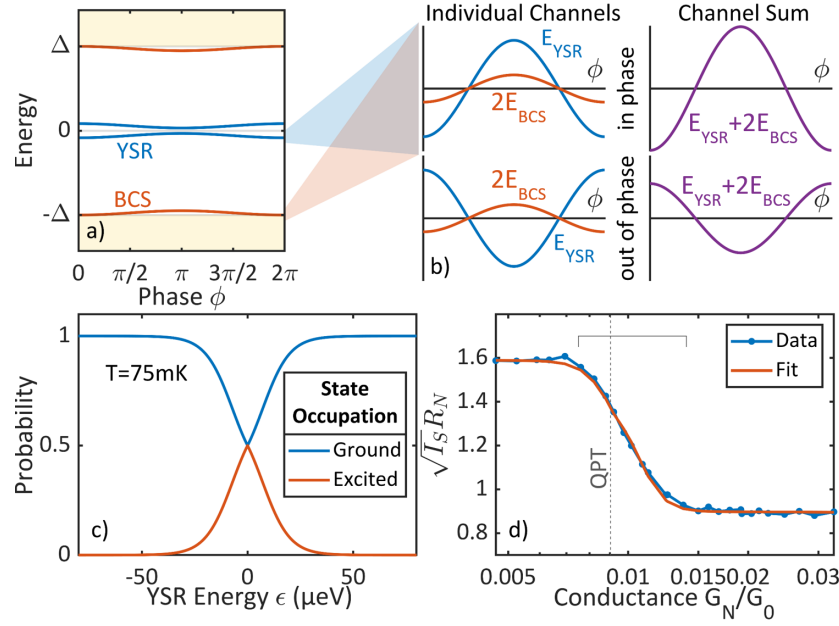 Δ
0
-Δ
Energy
YSR
BCS
a)
0
π/2
π
3π/2
2π
Phase ϕ
Individual Channels
Channel Sum
E_YSR
ϕ
2E_BCS
in phase
ϕ
E_YSR+2E_BCS
2E_BCS
ϕ
E_YSR
b)
out of phase
E_YSR+2E_BCS
ϕ
1
0.5
0
Probability
T=75mK
State
Occupation
Ground
Excited
c)
-50
0
50
YSR Energy ϵ (µeV)
1.6
1.4
1.2
1
0.8
√I_S R_N
QPT
Data
Fit
d)
0.005
0.01
0.015
0.02
0.03
Conductance G_N/G_0